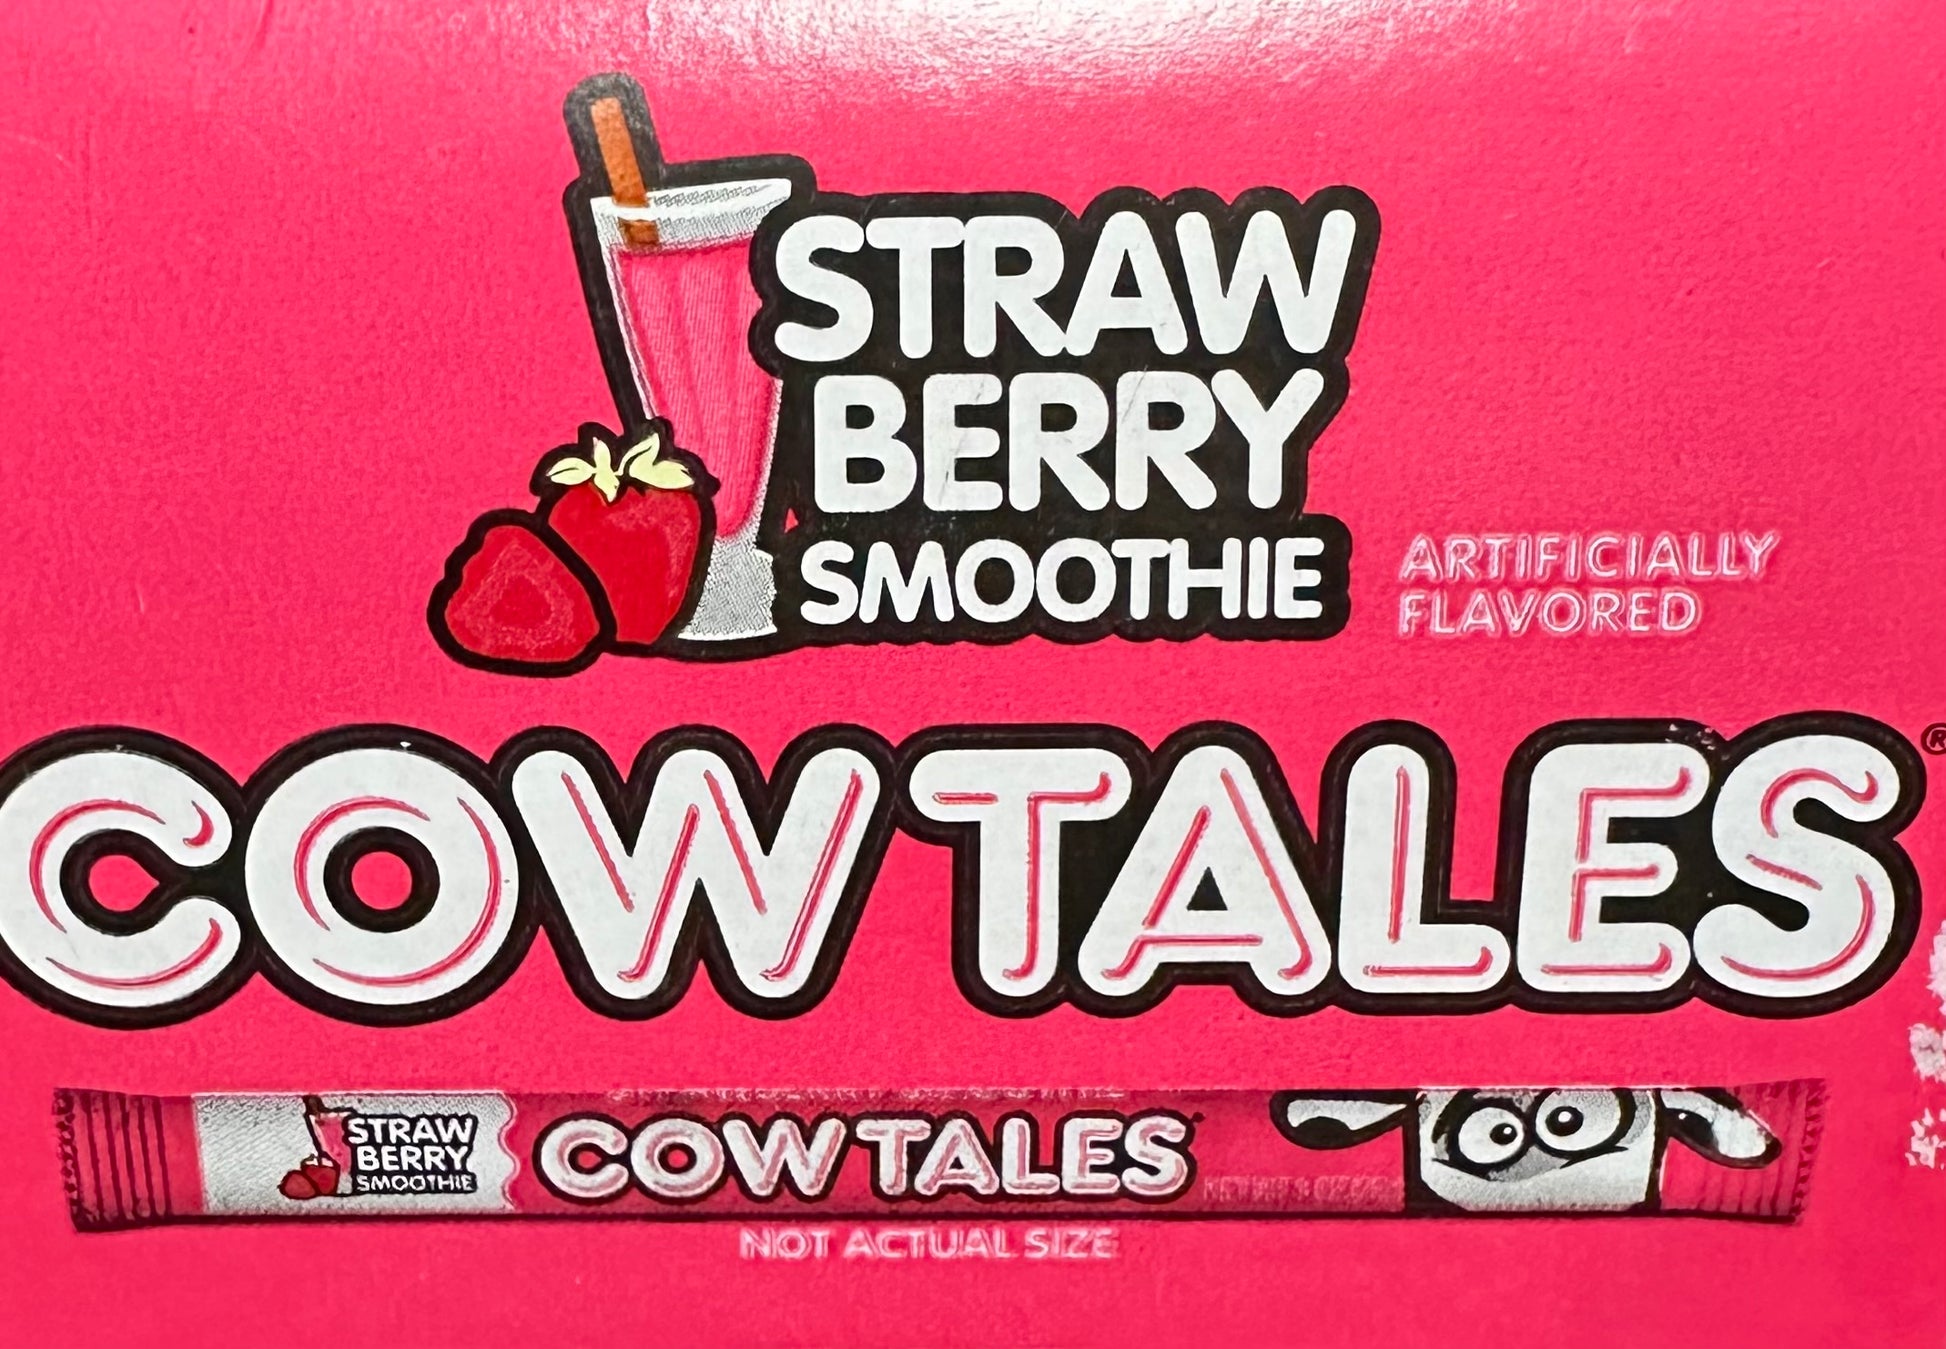 STRAW
BERRY
SMOOTHIE
ARTIFICIALLY
FLAVORED
COW TALES®
STRAW
BERRY
SMOOTHIE
COW TALES
NOT ACTUAL SIZE